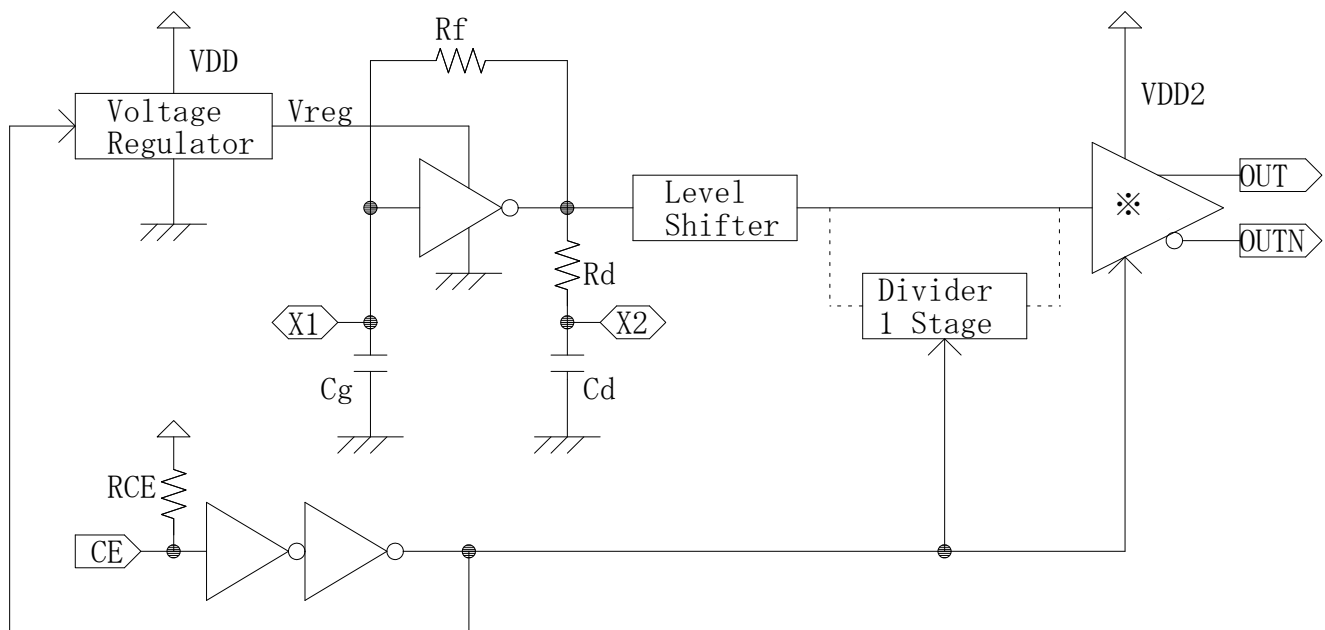 Rf
VDD
VDD2
Voltage
Regulator
Vreg
Level
Shifter
※
OUT
OUTN
Rd
Divider
1 Stage
X1
X2
Cg
Cd
RCE
CE